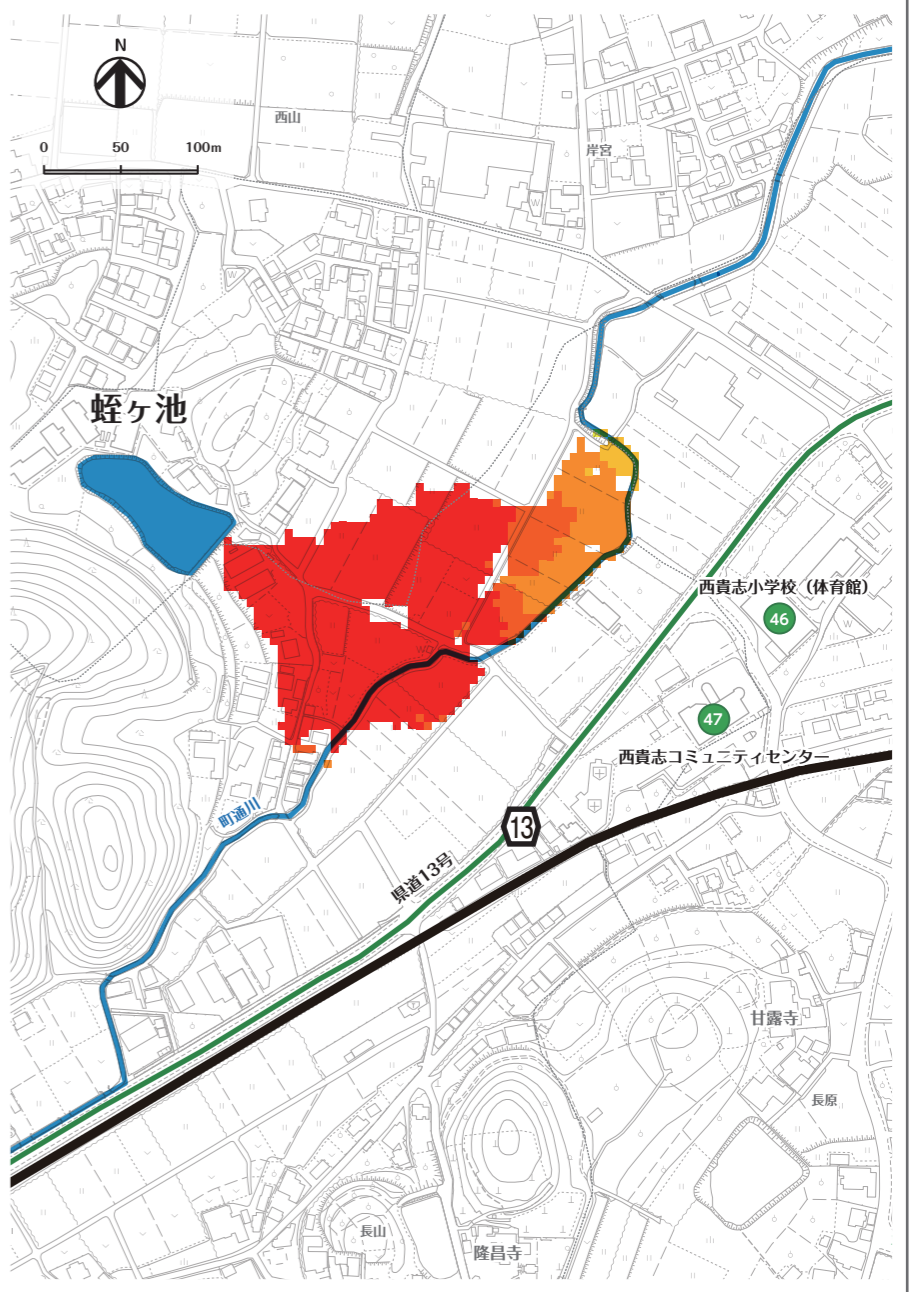 N
0 50 100m
西山
岸宮
蛭ヶ池
西貴志小学校（体育館）
46
47
西貴志コミュニティセンター
町通川
13
県道13号
甘露寺
長原
長山
隆昌寺